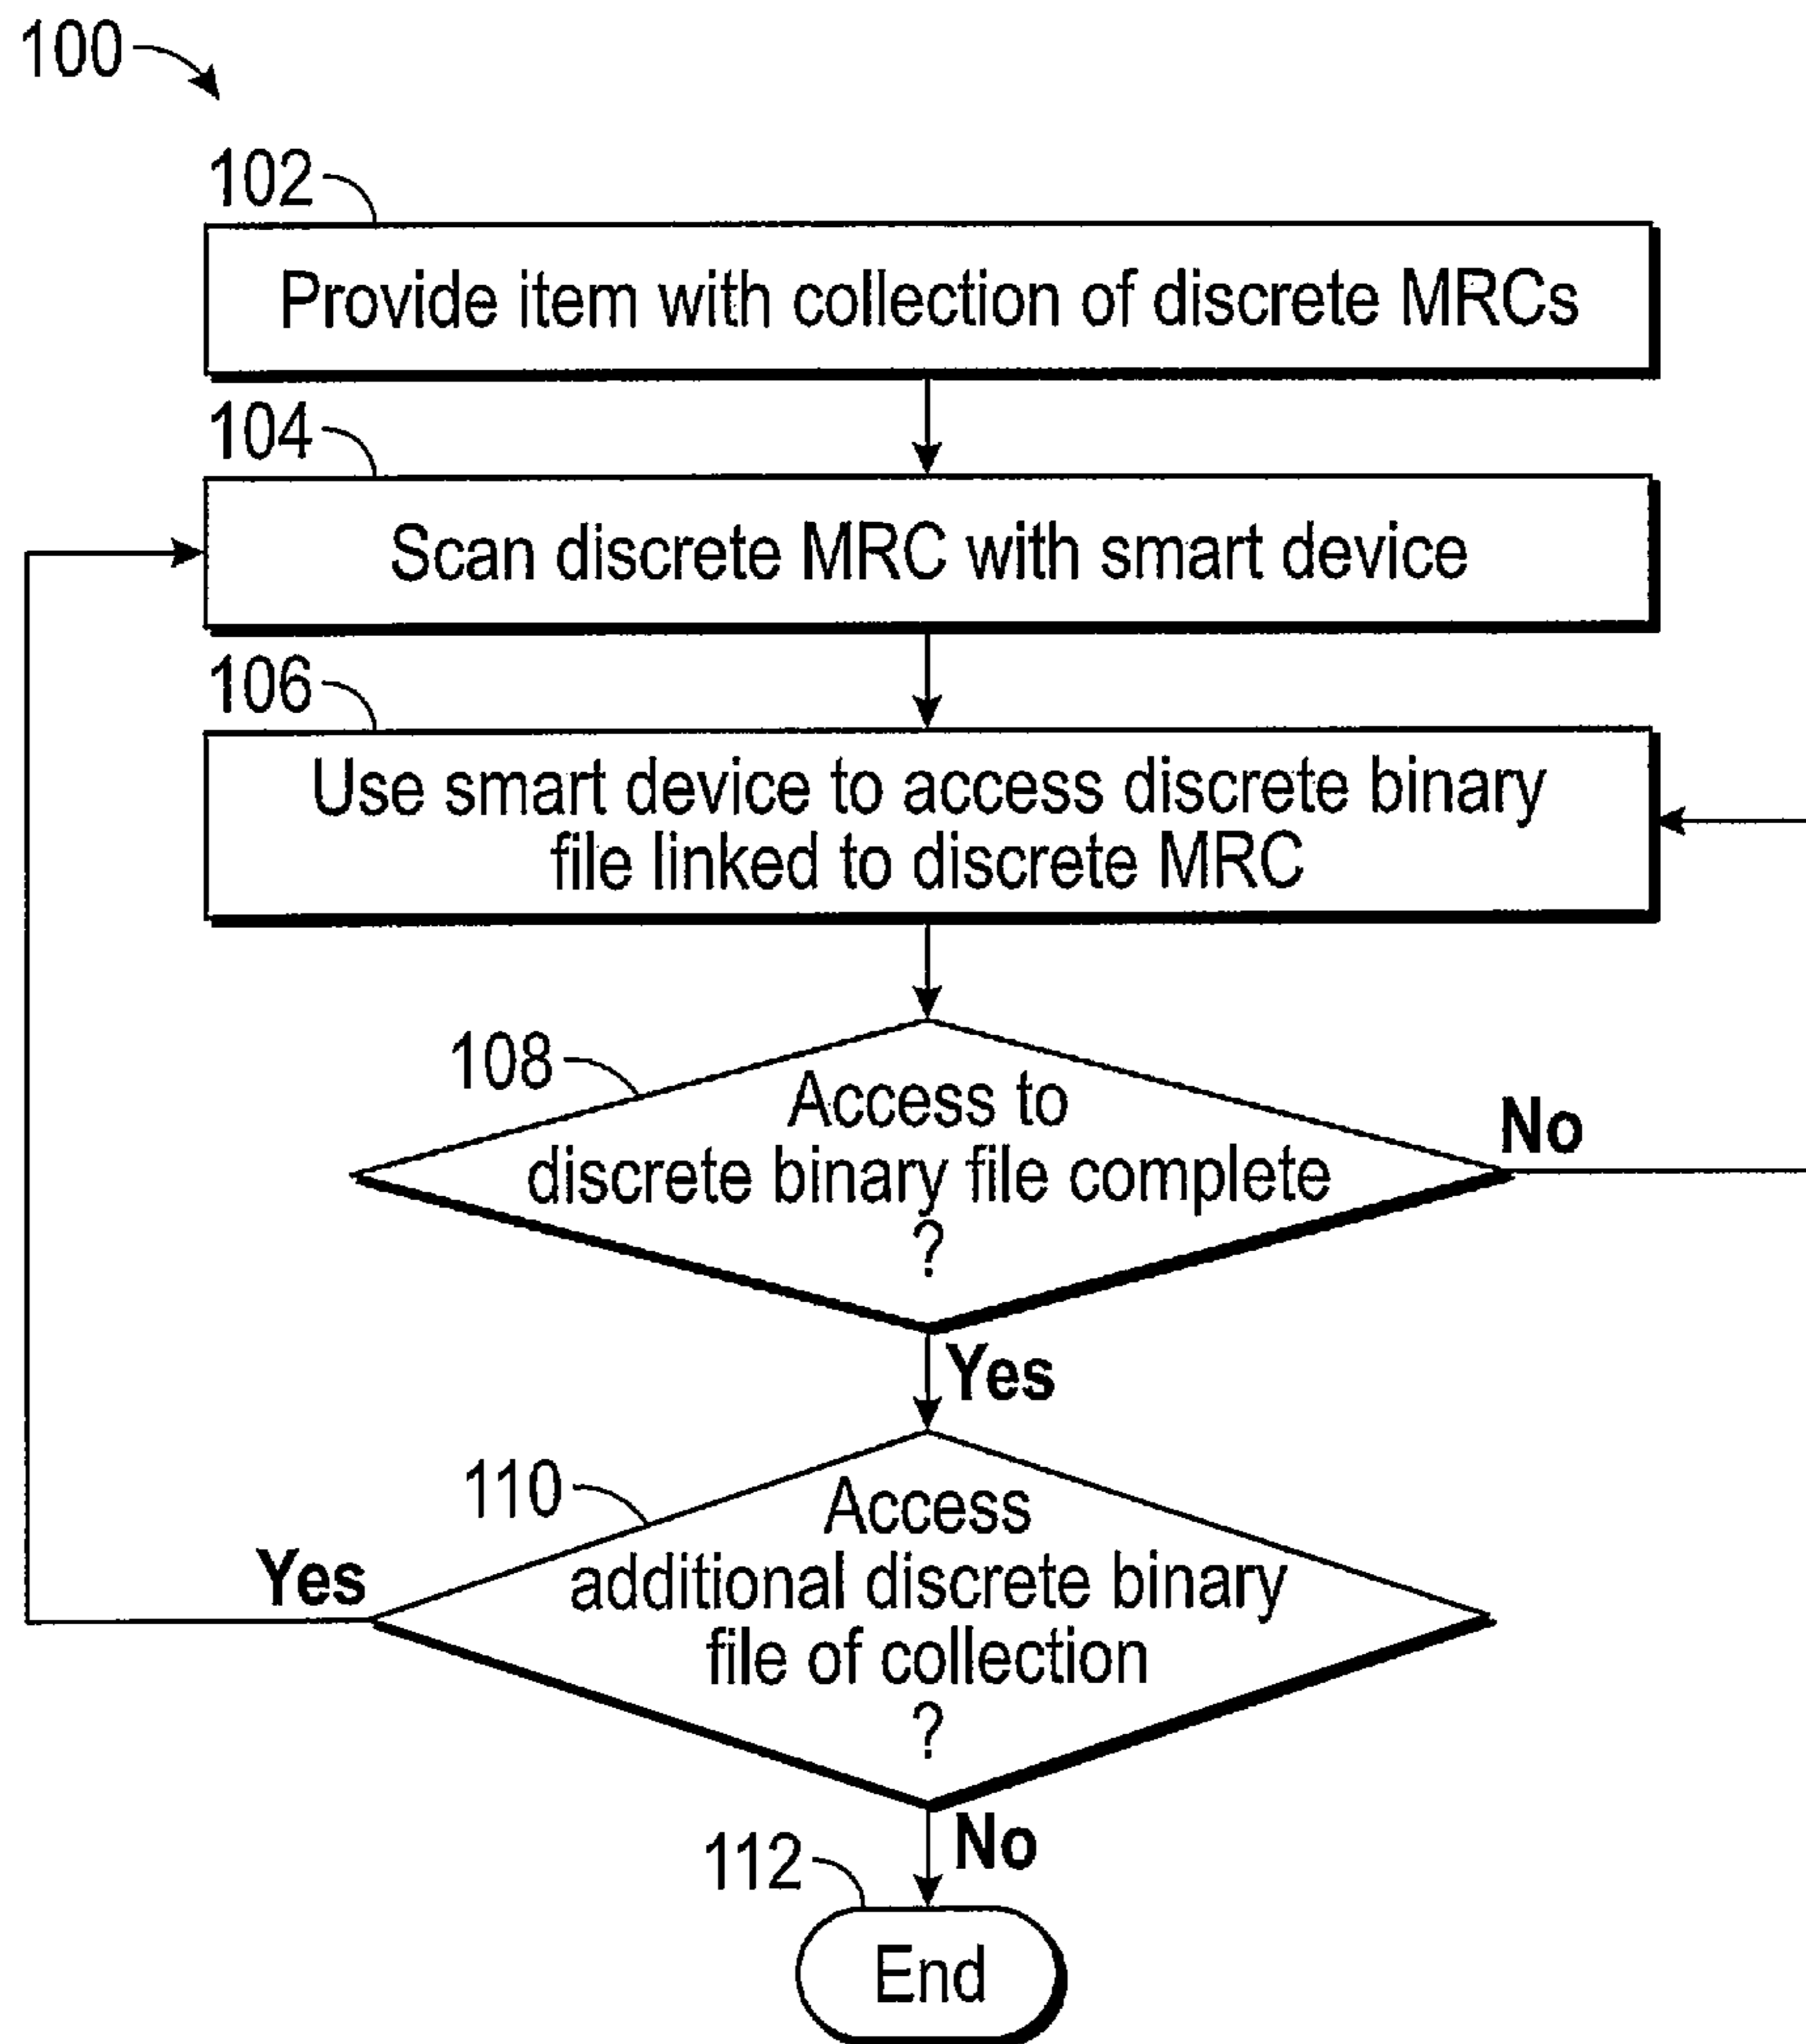 100
102
Provide item with collection of discrete MRCs
104
Scan discrete MRC with smart device
106
Use smart device to access discrete binary
file linked to discrete MRC
108
Access to
discrete binary file complete
?
No
Yes
110
Access
additional discrete binary
file of collection
?
Yes
No
112
End